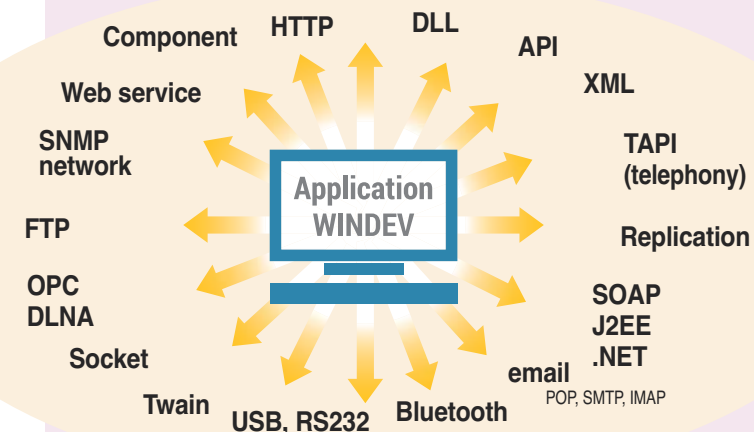 HTTP
DLL
Component
API
Web service
XML
SNMP
network
TAPI
(telephony)
Application
WINDEV
FTP
Replication
OPC
DLNA
SOAP
J2EE
.NET
Socket
email
POP, SMTP, IMAP
Twain
USB, RS232
Bluetooth